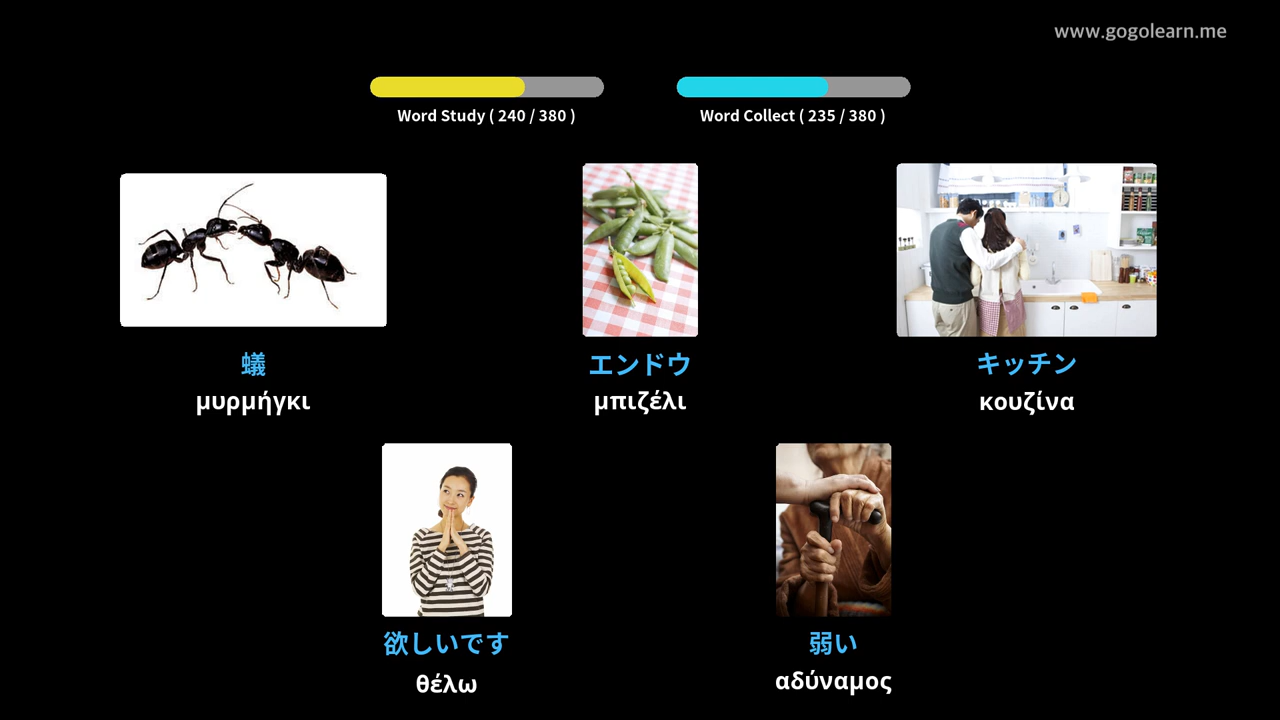 www.gogolearn.me
Word Study ( 240 / 380 )
Word Collect ( 235 / 380 )
蟻
μυρμήγκι
エンドウ
μπιζέλι
キッチン
κουζίνα
欲しいです
θέλω
弱い
αδύναμος